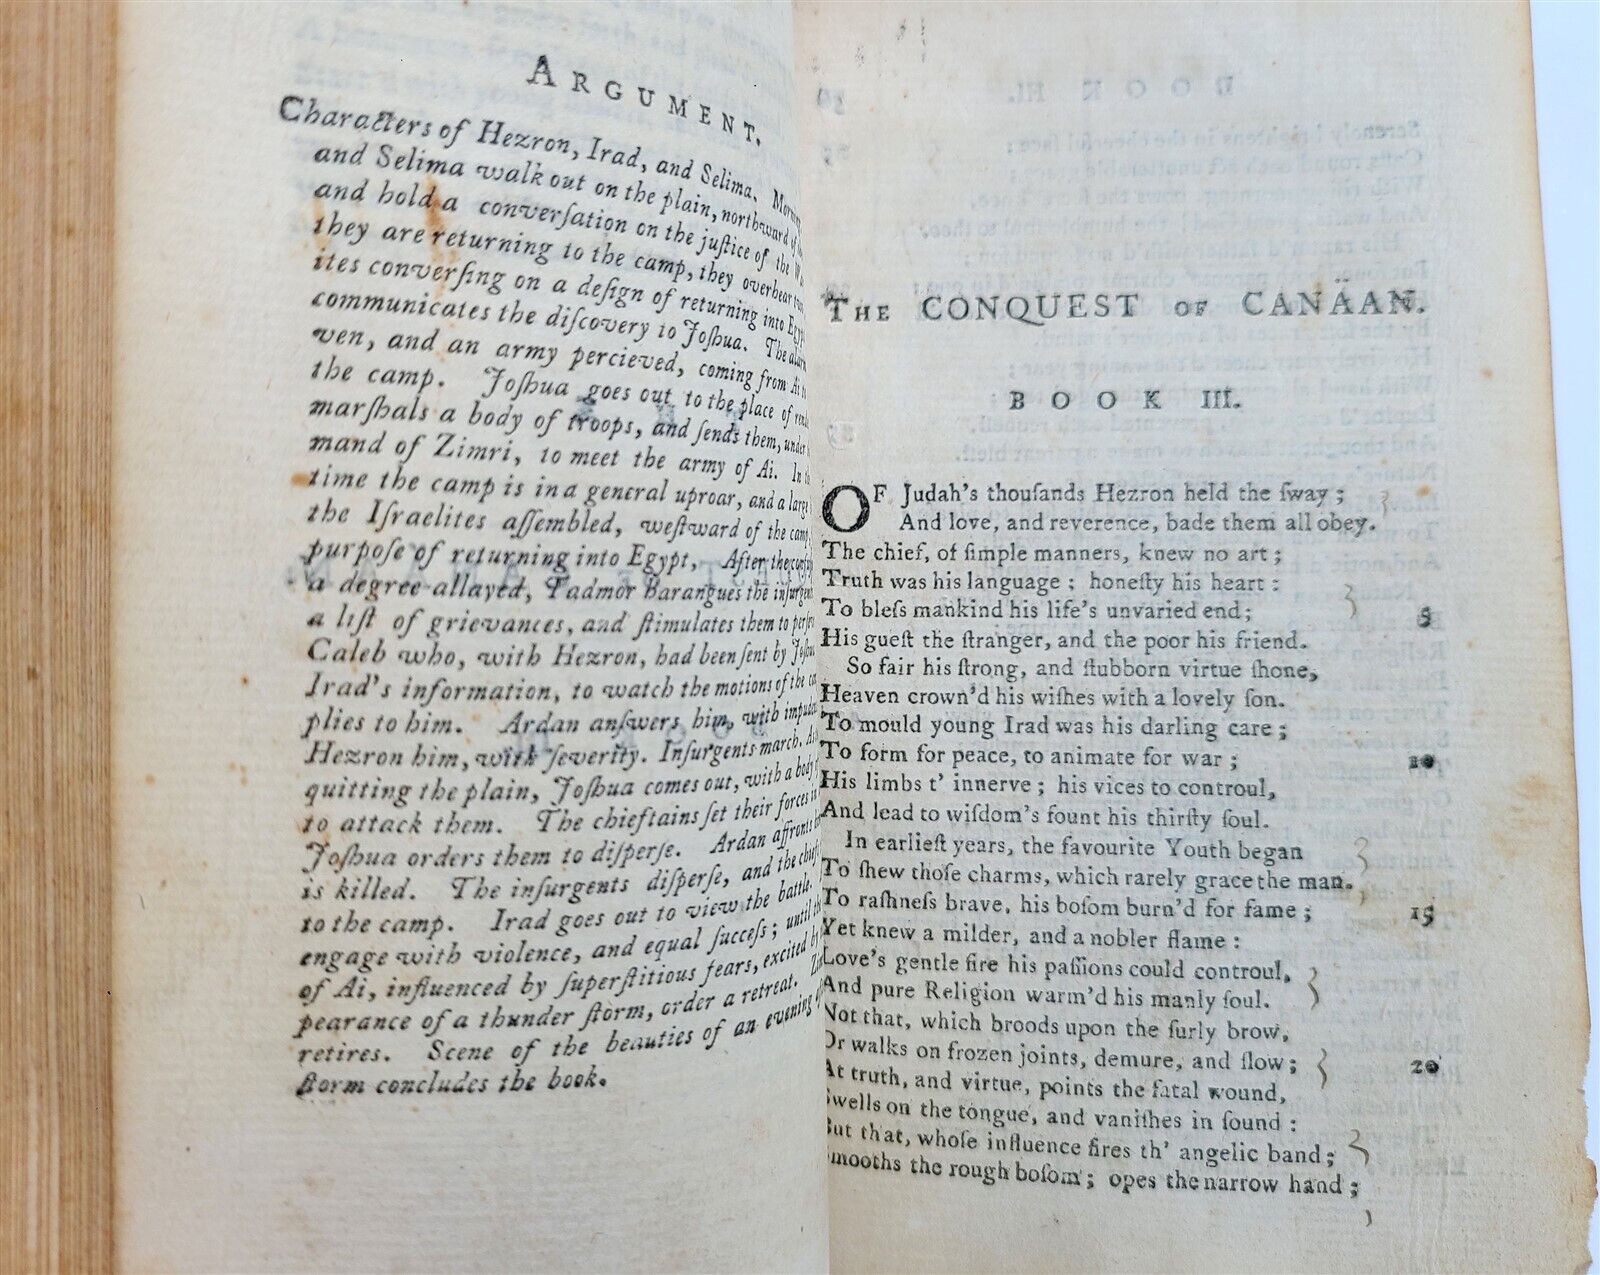 ARGUMENT.
Characters of Hezron, Irad, and Selima. Morning
and Selima walk out on the plain, northward of the
and hold a conversation on the justice of the
they are returning to the camp, they overhear
ites conversing on a design of returning into Egypt
communicates the discovery to Joshua. The alarm
ven, and an army percieved, coming from Ai to
the camp. Joshua goes out to the place of
marshals a body of troops, and sends them, under
mand of Zimri, to meet the army of Ai. In
time the camp is in a general uproar, and a large
the Israelites assembled, westward of the camp,
purpose of returning into Egypt, After the
a degree allayed, Tadmor Harangues the insurgents
a list of grievances, and stimulates them to
Caleb who, with Hezron, had been sent by Joshua
Irad's information, to watch the motions of the
plies to him. Ardan answers him, with
Hezron him, with severity. Insurgents march. As
quitting the plain, Joshua comes out, with a body
to attack them. The chieftains set their forces in
Joshua orders them to disperse. Ardan affronts
is killed. The insurgents disperse, and the
to the camp. Irad goes out to view the battle.
engage with violence, and equal success; until
of Ai, influenced by superstitious fears, excited by
pearance of a thunder storm, order a retreat.
retires. Scene of the beauties of an evening
storm concludes the book.
THE CONQUEST OF CANÄAN.
BOOK III.
OF Judah's thousands Hezron held the sway;
And love, and reverence, bade them all obey.
The chief, of simple manners, knew no art;
Truth was his language; honesty his heart:
To bless mankind his life's unvaried end; 5
His guest the stranger, and the poor his friend.
So fair his strong, and stubborn virtue shone,
Heaven crown'd his wishes with a lovely son.
To mould young Irad was his darling care;
To form for peace, to animate for war; 10
His limbs t' innerve; his vices to controul,
And lead to wisdom's fount his thirsty soul.
In earliest years, the favourite Youth began
To shew those charms, which rarely grace the man.
To rashness brave, his bosom burn'd for fame; 15
Yet knew a milder, and a nobler flame:
Love's gentle fire his passions could controul,
And pure Religion warm'd his manly soul.
Not that, which broods upon the surly brow,
Or walks on frozen joints, demure, and slow; 20
At truth, and virtue, points the fatal wound,
Swells on the tongue, and vanishes in sound:
But that, whose influence fires th' angelic band;
Smooths the rough bosom; opes the narrow hand;